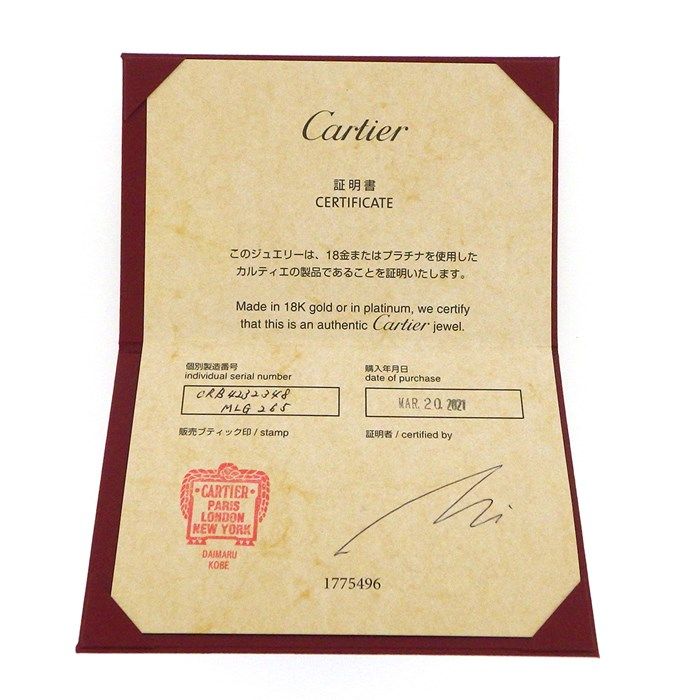 Cartier
証明書
CERTIFICATE
このジュエリーは、18金またはプラチナを使用した
カルティエの製品であることを証明いたします。
Made in 18K gold or in platinum, we certify
that this is an authentic Cartier jewel.
個別製造番号
individual serial number
CRB4232348
MLG 265
購入年月日
date of purchase
MAR. 20. 2021
販売ブティック印 / stamp
証明者 / certified by
CARTIER
PARIS
LONDON
NEW YORK
DAIMARU
KOBE
1775496